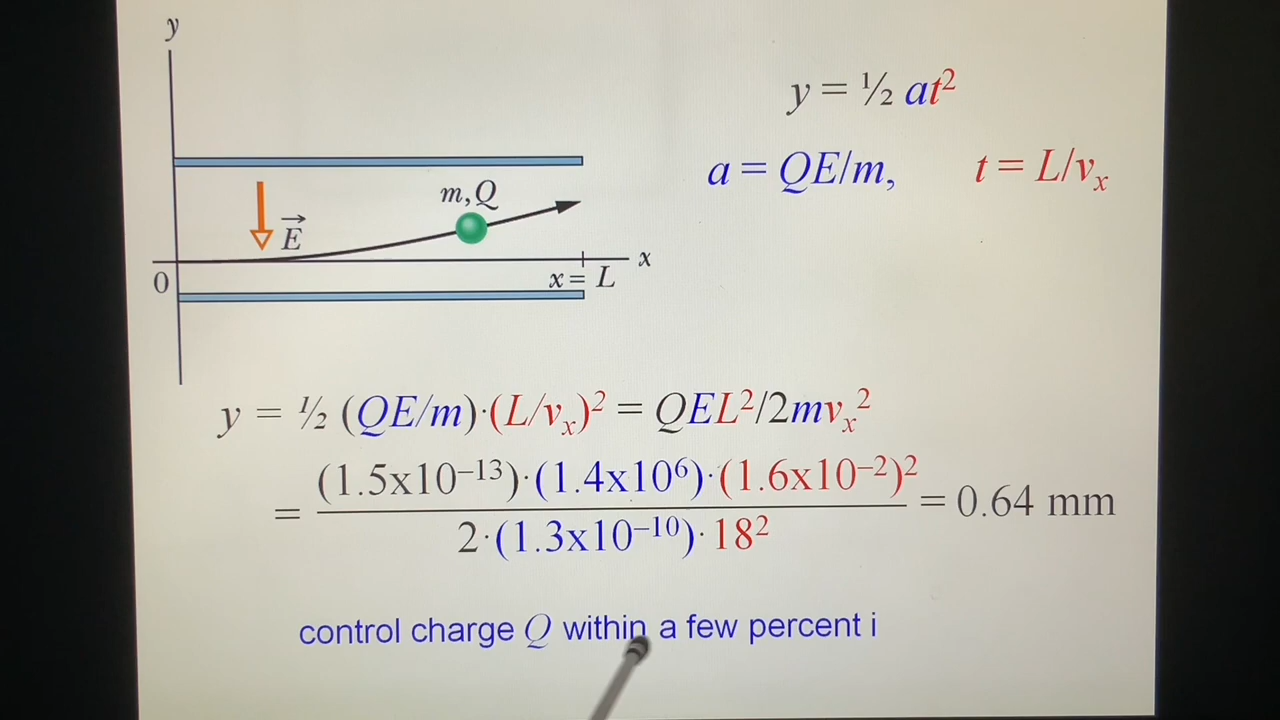 y
y = ½ at²
a = QE/m, t = L/vₓ
m, Q
E⃗
0
x = L
x
y = ½ (QE/m)·(L/vₓ)² = QEL²/2mvₓ²
= (1.5x10⁻¹³)·(1.4x10⁶)·(1.6x10⁻²)² / 2·(1.3x10⁻¹⁰)·18² = 0.64 mm
control charge Q within a few percent i